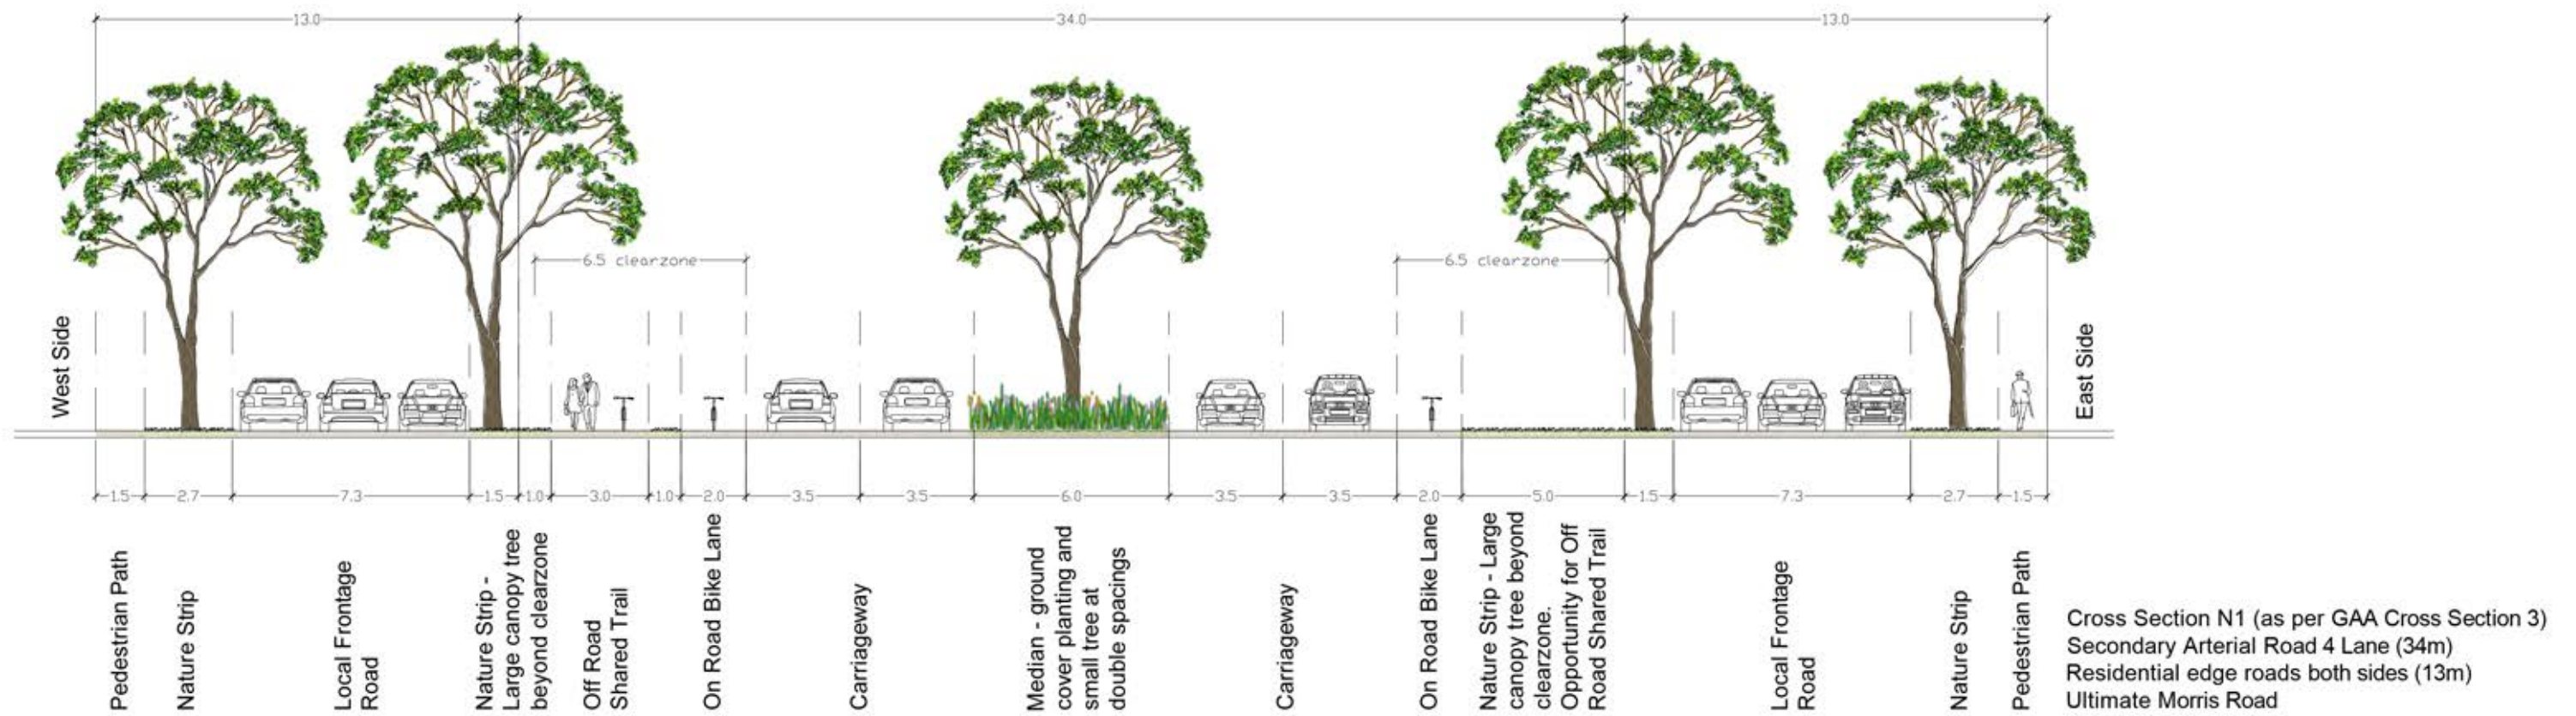 13.0
34.0
13.0
6.5 clearzone
6.5 clearzone
West Side
East Side
1.5
2.7
7.3
1.5
1.0
3.0
1.0
2.0
3.5
3.5
6.0
3.5
3.5
2.0
5.0
1.5
7.3
2.7
1.5
Pedestrian Path
Nature Strip
Local Frontage
Road
Nature Strip -
Large canopy tree
beyond clearzone
Off Road
Shared Trail
On Road Bike Lane
Carriageway
Median - ground
cover planting and
small tree at
double spacings
Carriageway
On Road Bike Lane
Nature Strip - Large
canopy tree beyond
clearzone.
Opportunity for Off
Road Shared Trail
Local Frontage
Road
Nature Strip
Pedestrian Path
Cross Section N1 (as per GAA Cross Section 3)
Secondary Arterial Road 4 Lane (34m)
Residential edge roads both sides (13m)
Ultimate Morris Road